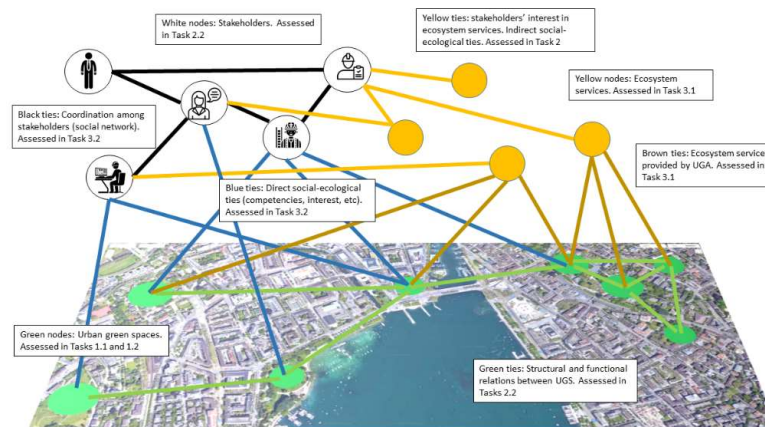 White nodes: Stakeholders. Assessed
in Task 2.2
Yellow ties: stakeholders' interest in
ecosystem services. Indirect social-
ecological ties. Assessed in Task 2
Yellow nodes: Ecosystem
services. Assessed in Task 3.1
Black ties: Coordination among
stakeholders (social network).
Assessed in Task 3.2
Brown ties: Ecosystem service
provided by UGA. Assessed in
Task 3.1
Blue ties: Direct social-ecological
ties (competencies, interest, etc).
Assessed in Task 3.2
Green nodes: Urban green spaces.
Assessed in Tasks 1.1 and 1.2
Green ties: Structural and functional
relations between UGS. Assessed in
Tasks 2.2